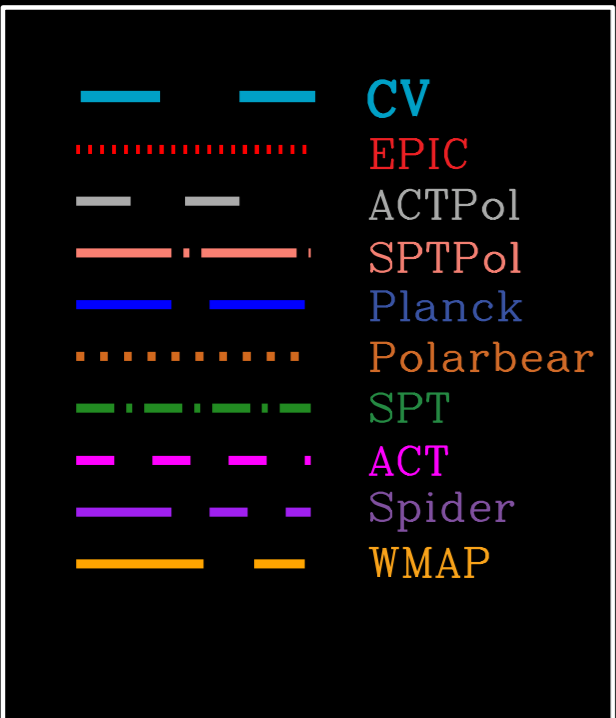 CV
EPIC
ACTPol
SPTPol
Planck
Polarbear
SPT
ACT
Spider
WMAP